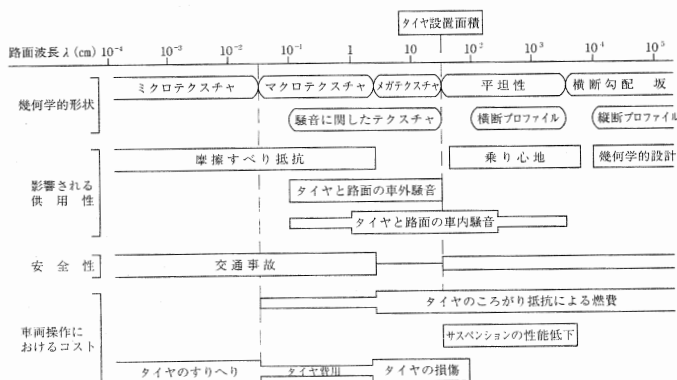 タイヤ設置面積
路面波長λ(cm) 10⁻⁴ 10⁻³ 10⁻² 10⁻¹ 1 10 10² 10³ 10⁴ 10⁵
幾何学的形状
ミクロテクスチャ マクロテクスチャ メガテクスチャ 平坦性 横断勾配 坂
騒音に関したテクスチャ 横断プロファイル 縦断プロファイル
影響される
供用性
摩擦すべり抵抗 乗り心地 幾何学的設計
タイヤと路面の車外騒音
タイヤと路面の車内騒音
安全性 交通事故
車両操作に
おけるコスト
タイヤのころがり抵抗による燃費
サスペンションの性能低下
タイヤのすりへり タイヤ費用 タイヤの損傷